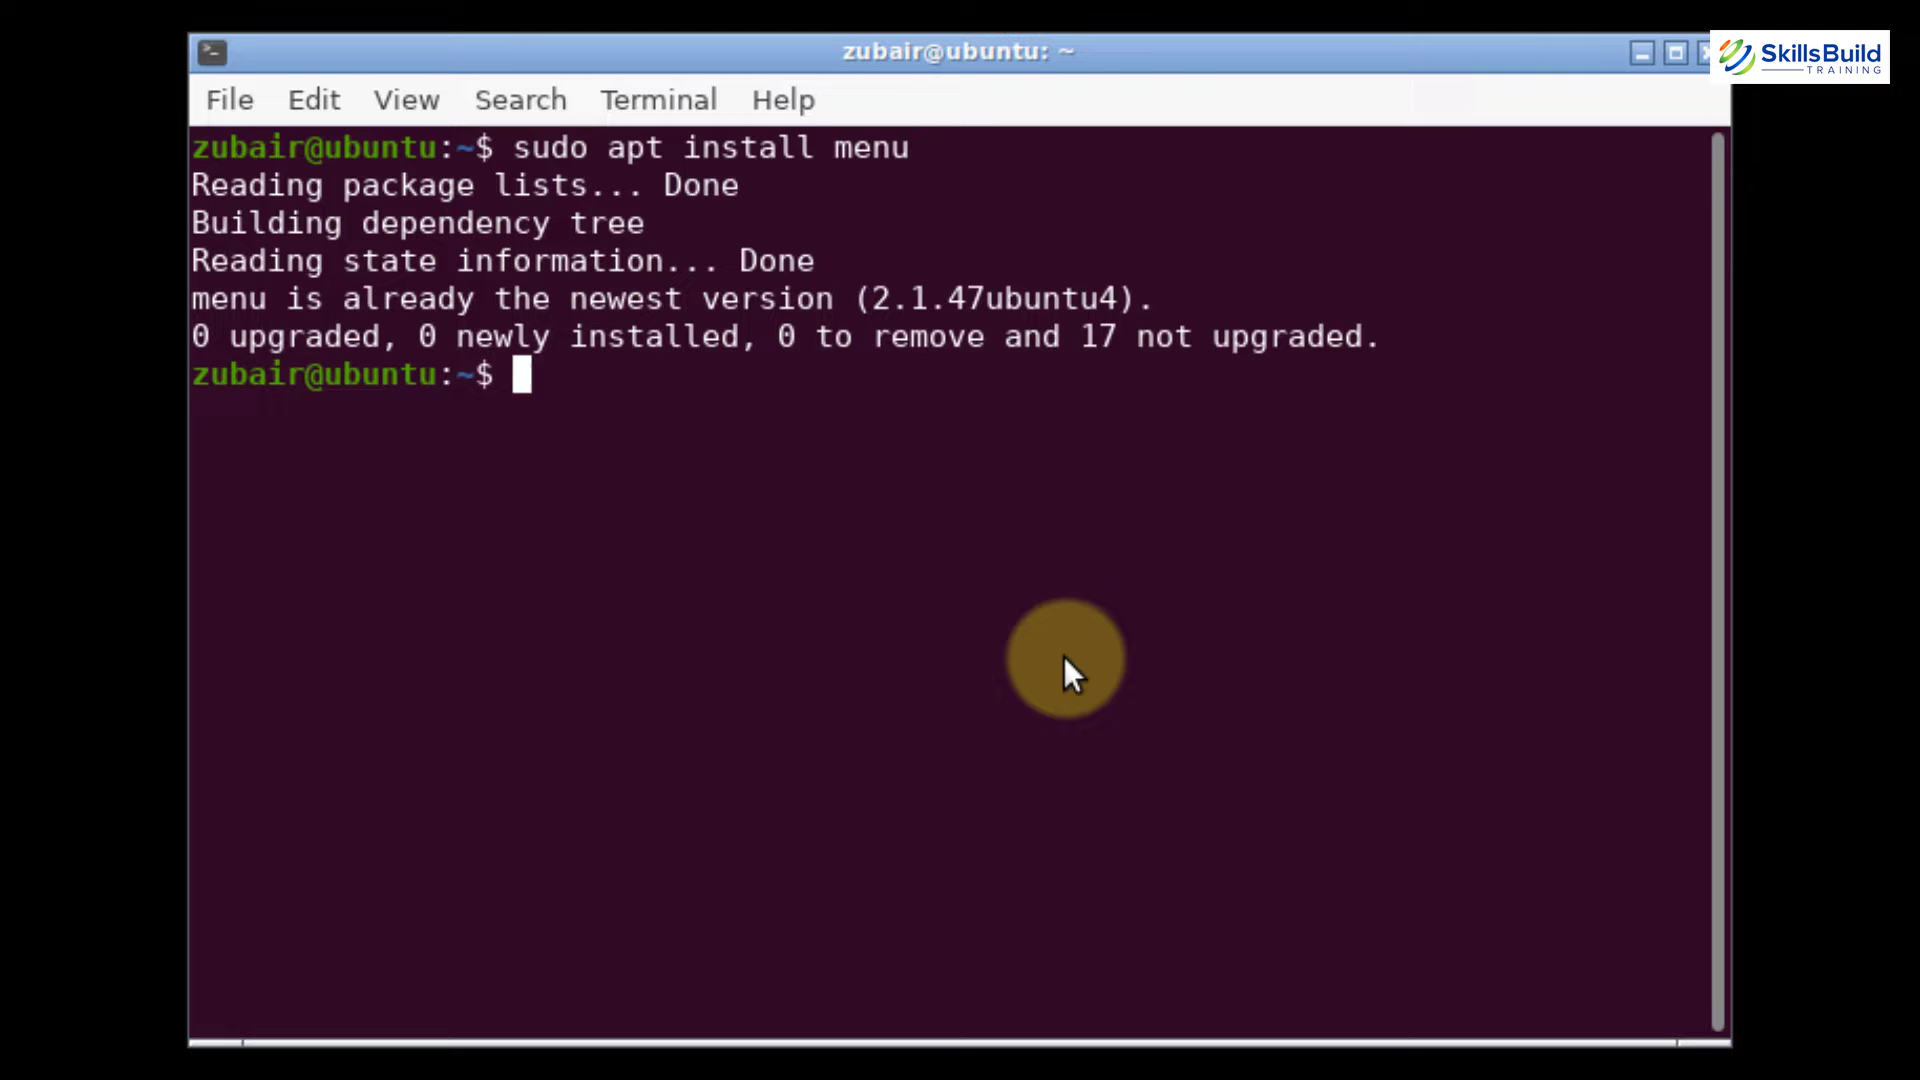 zubair@ubuntu: ~
SkillsBuild
TRAINING
File Edit View Search Terminal Help
zubair@ubuntu:~$ sudo apt install menu
Reading package lists... Done
Building dependency tree
Reading state information... Done
menu is already the newest version (2.1.47ubuntu4).
0 upgraded, 0 newly installed, 0 to remove and 17 not upgraded.
zubair@ubuntu:~$